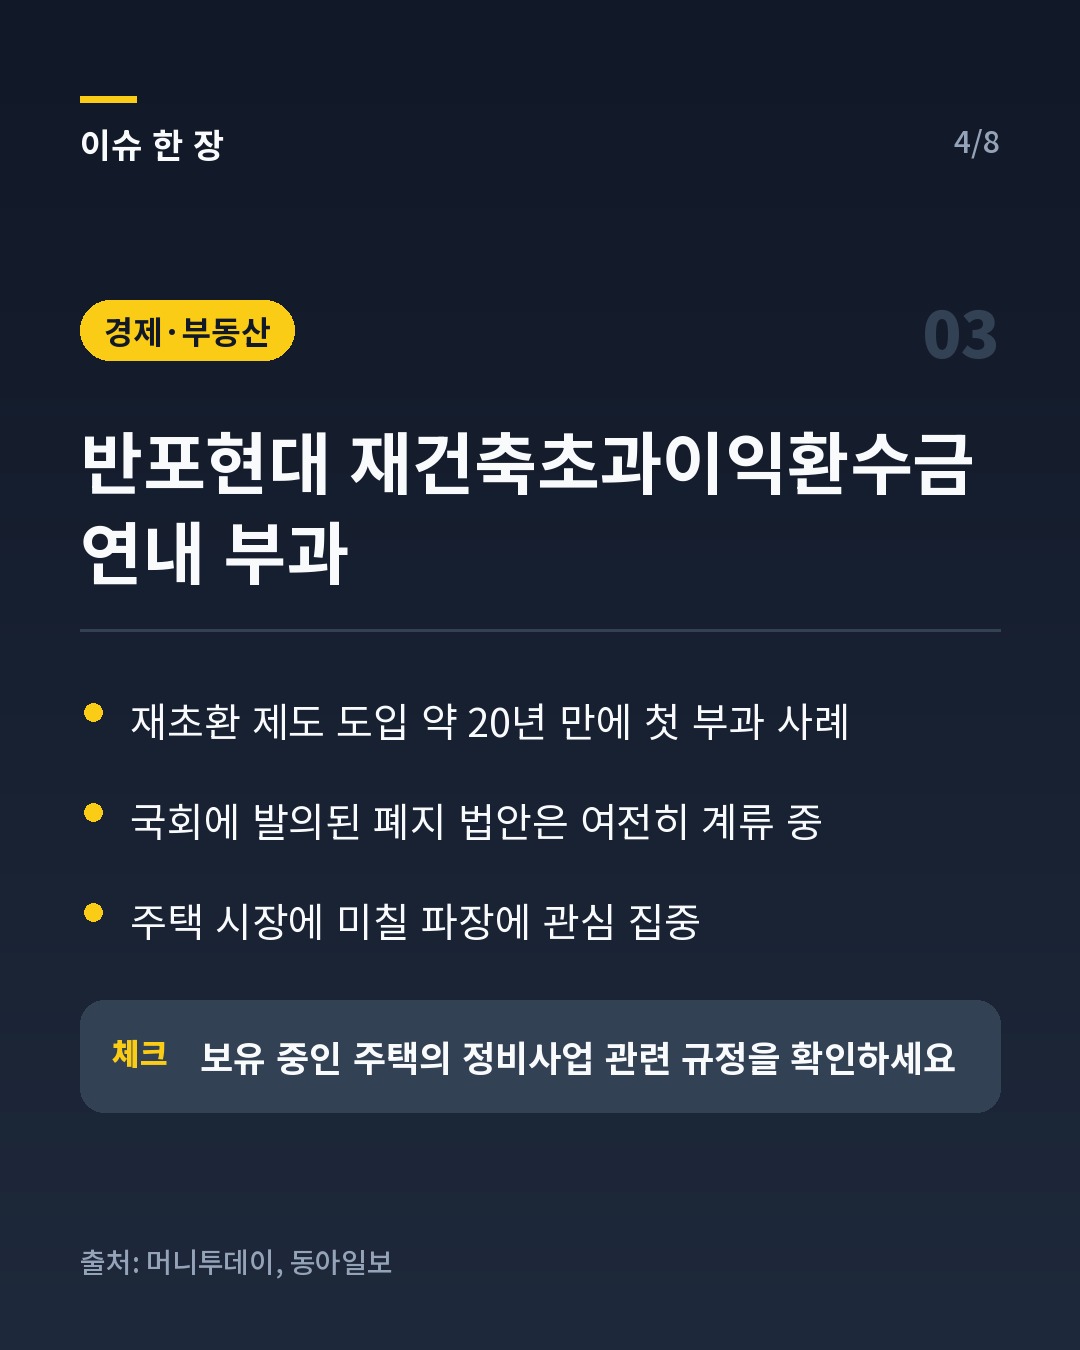 이슈 한 장
4/8
경제·부동산
03
반포현대 재건축초과이익환수금
연내 부과
재초환 제도 도입 약 20년 만에 첫 부과 사례
국회에 발의된 폐지 법안은 여전히 계류 중
주택 시장에 미칠 파장에 관심 집중
체크 보유 중인 주택의 정비사업 관련 규정을 확인하세요
출처: 머니투데이, 동아일보